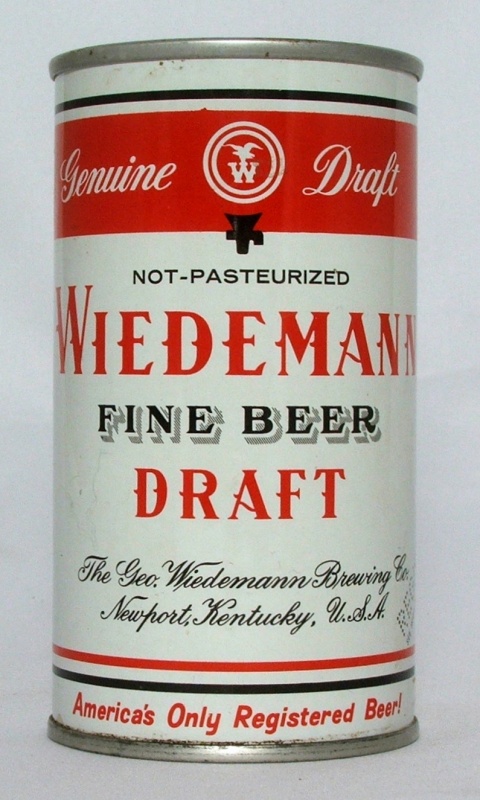 Genuine W Draft
NOT-PASTEURIZED
WIEDEMANN
FINE BEER
DRAFT
The Geo. Wiedemann Brewing Co.
Newport, Kentucky, U.S.A.
America's Only Registered Beer!